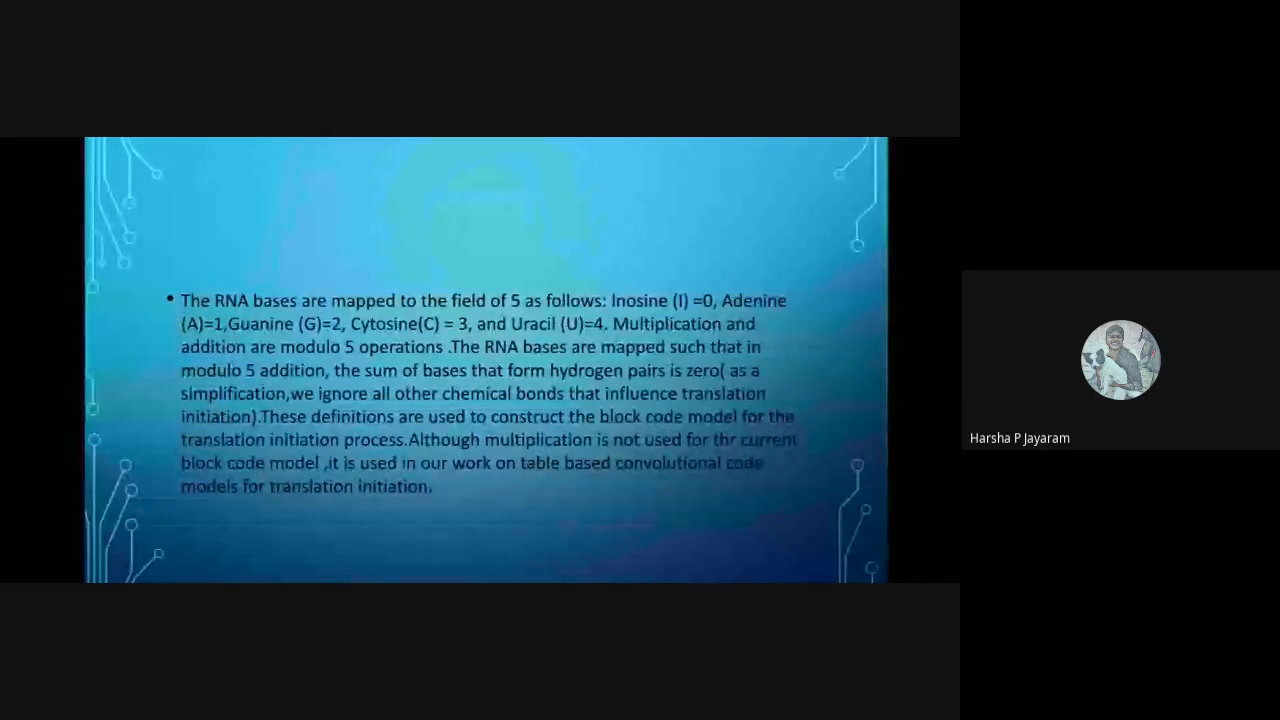 • The RNA bases are mapped to the field of 5 as follows: Inosine (I) =0, Adenine
(A)=1,Guanine (G)=2, Cytosine(C) = 3, and Uracil (U)=4. Multiplication and
addition are modulo 5 operations .The RNA bases are mapped such that in
modulo 5 addition, the sum of bases that form hydrogen pairs is zero( as a
simplification,we ignore all other chemical bonds that influence translation
initiation).These definitions are used to construct the block code model for the
translation initiation process.Although multiplication is not used for thr current
block code model ,it is used in our work on table based convolutional code
models for translation initiation.
Harsha P Jayaram